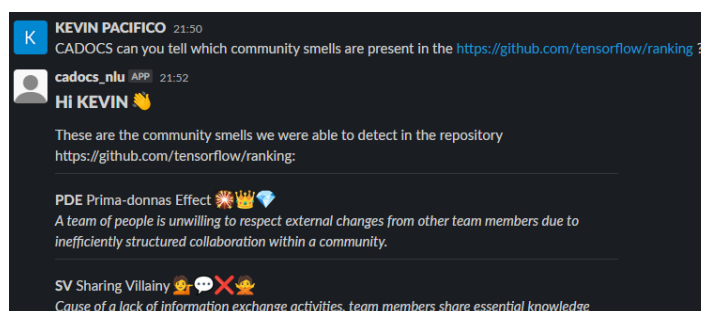 K
KEVIN PACIFICO 21:50
CADOCS can you tell which community smells are present in the https://github.com/tensorflow/ranking ?
cadocs_nlu APP 21:52
Hi KEVIN 👋
These are the community smells we were able to detect in the repository
https://github.com/tensorflow/ranking:
PDE Prima-donnas Effect 🎇👑💎
A team of people is unwilling to respect external changes from other team members due to
inefficiently structured collaboration within a community.
SV Sharing Villainy 💁💬❌🙅
Cause of a lack of information exchange activities, team members share essential knowledge